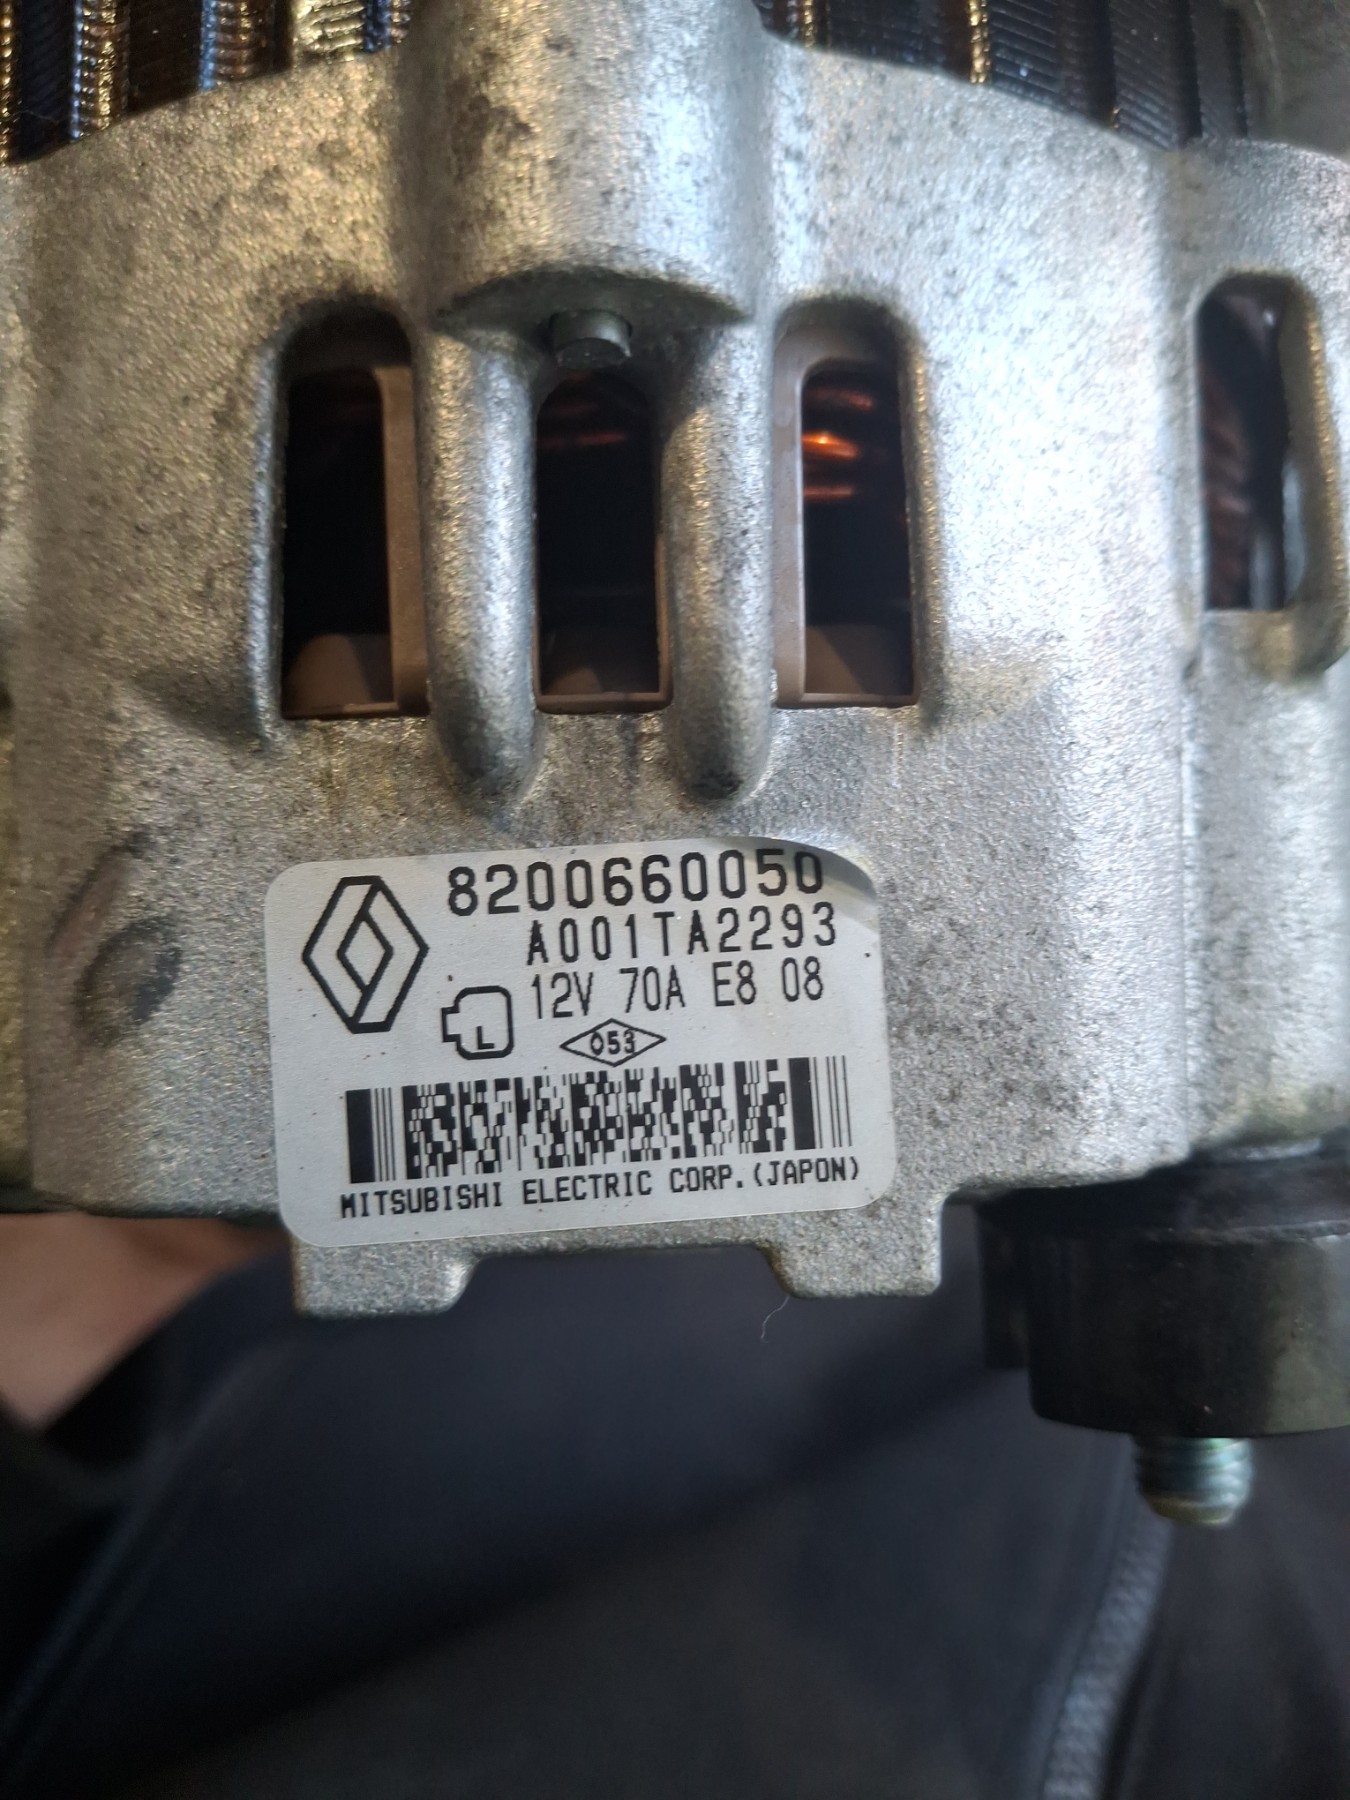 8200660050
A001TA2293
12V 70A E8 08
L
053
MITSUBISHI ELECTRIC CORP.(JAPON)